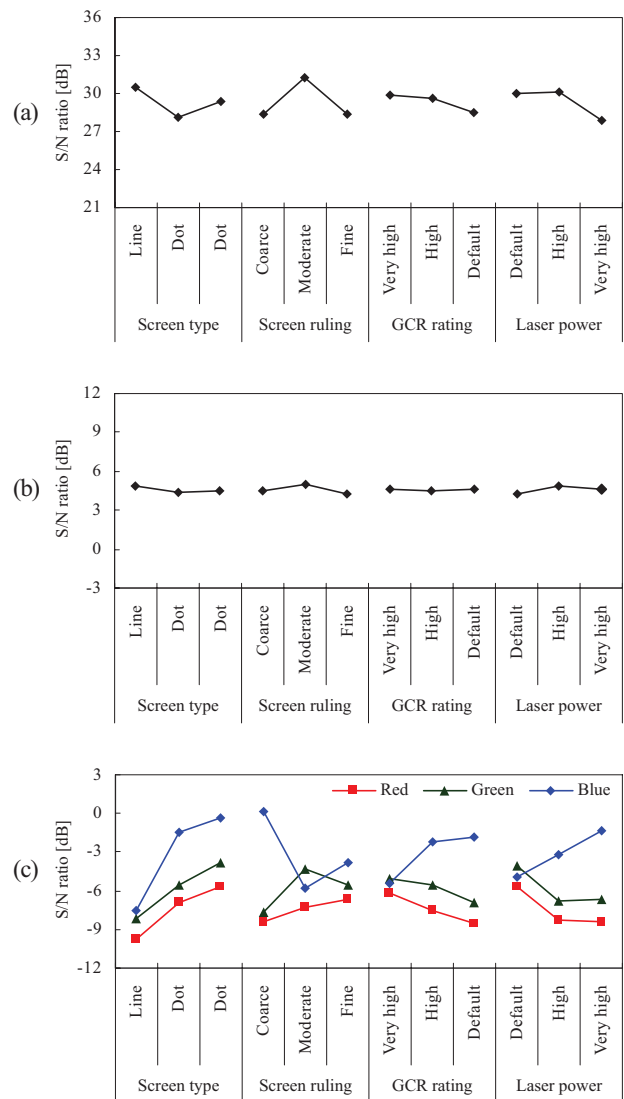 (a)
S/N ratio [dB]
36
33
30
27
24
21
Line
Dot
Dot
Coarce
Moderate
Fine
Very high
High
Default
Default
High
Very high
Screen type
Screen ruling
GCR rating
Laser power
(b)
S/N ratio [dB]
12
9
6
3
0
-3
Line
Dot
Dot
Coarce
Moderate
Fine
Very high
High
Default
Default
High
Very high
Screen type
Screen ruling
GCR rating
Laser power
(c)
S/N ratio [dB]
3
0
-3
-6
-9
-12
Red
Green
Blue
Line
Dot
Dot
Coarce
Moderate
Fine
Very high
High
Default
Default
High
Very high
Screen type
Screen ruling
GCR rating
Laser power